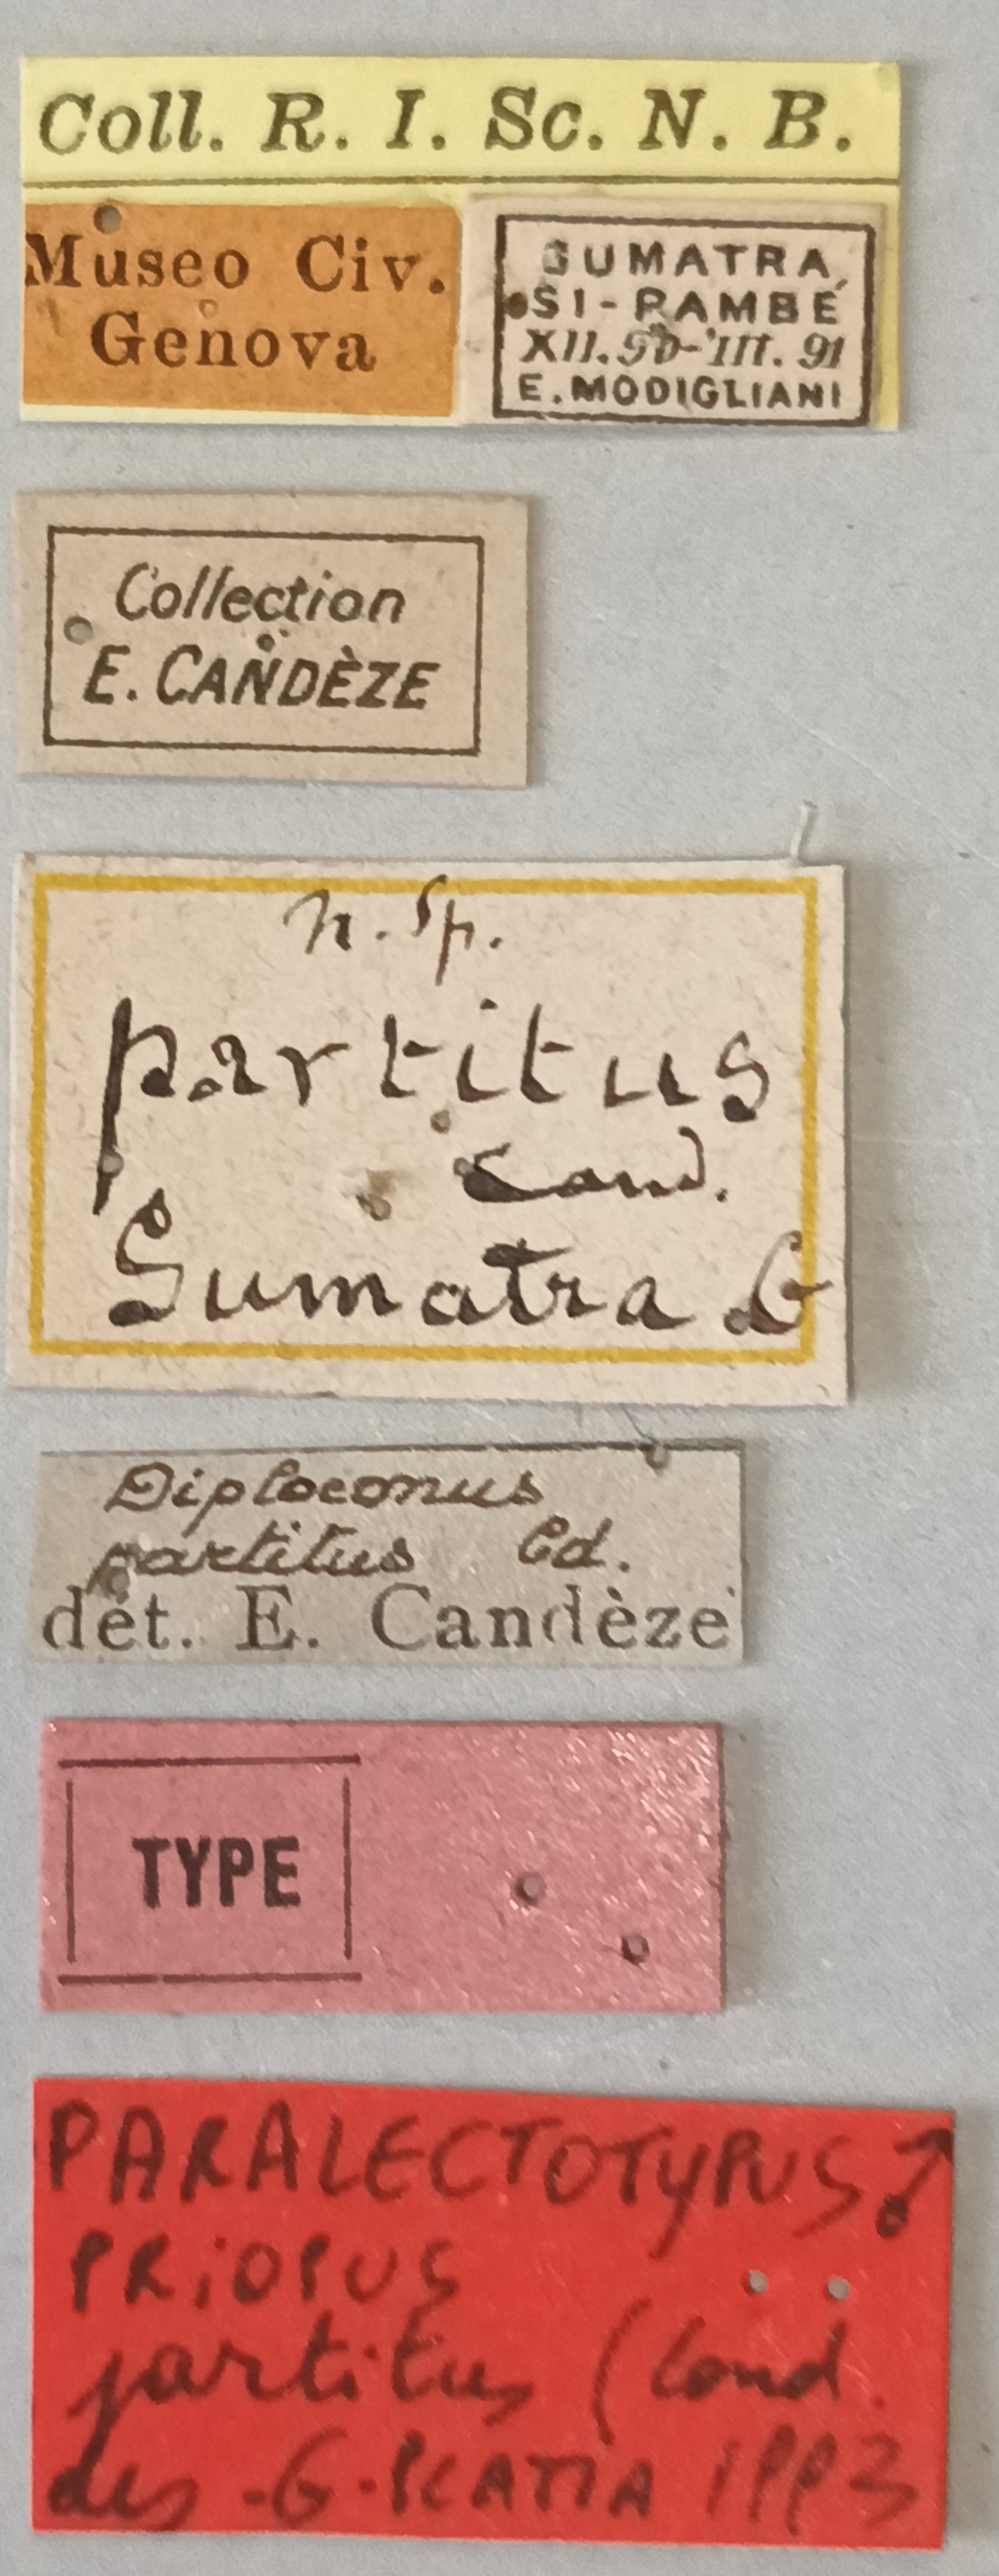 Coll. R. I. Sc. N. B.
Museo Civ.
Genova
SUMATRA
SI-RAMBÉ
XII.90-III.91
E. MODIGLIANI
Collection
E. CANDÈZE
n. sp.
partitus
Cand.
Sumatra G
Diploconus
partitus Cd.
dét. E. Candèze
TYPE
PARALECTOTYPUS ♂
PRIOPUS
partitus (Cand.
des. G. PLATIA 1993